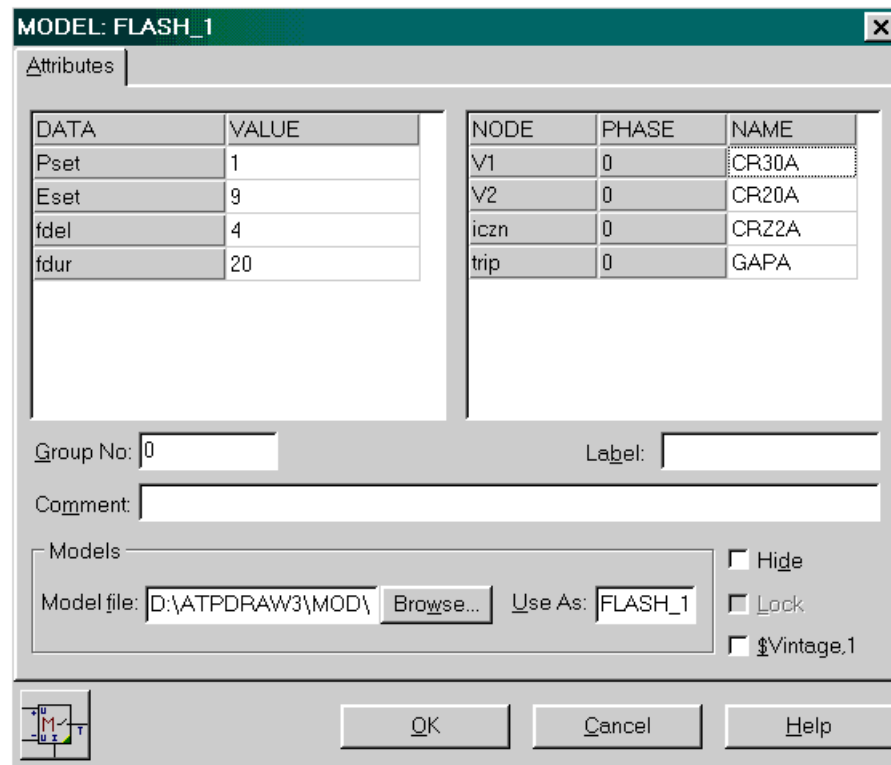 MODEL: FLASH_1
Attributes
DATA VALUE
Pset 1
Eset 9
fdel 4
fdur 20
NODE PHASE NAME
V1 0 CR30A
V2 0 CR20A
iczn 0 CRZ2A
trip 0 GAPA
Group No: 0
Label:
Comment:
Models
Model file: D:\ATPDRAW3\MOD\ Browse... Use As: FLASH_1
Hide
Lock
$Vintage,1
+ U M T
- U I
OK Cancel Help